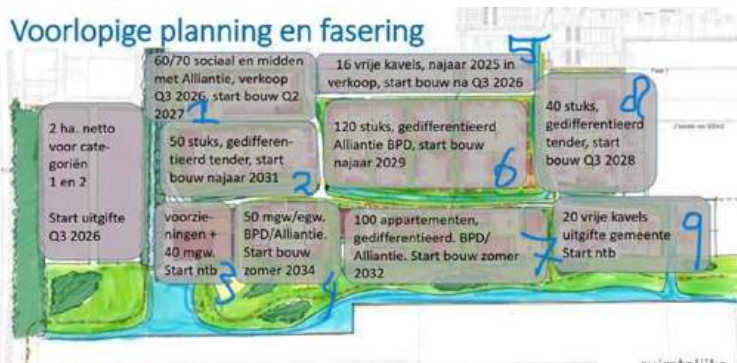 Voorlopige planning en fasering
60/70 sociaal en midden
met Alliantie, verkoop
Q3 2026, start bouw Q2
2027
1
16 vrije kavels, najaar 2025 in
verkoop, start bouw na Q3 2026
5
2 ha. netto
voor cate-
goriën
1 en 2
Start uitgifte
Q3 2026
50 stuks, gedifferen-
tieerd tender, start
bouw najaar 2031
2
120 stuks, gedifferentieerd
Alliantie BPD, start bouw
najaar 2029
6
40 stuks,
gedifferentieerd
tender, start
bouw Q3 2028
8
voorzie-
ningen +
40 mgw.
Start ntb
3
50 mgw/egw.
BPD/Alliantie.
Start bouw
zomer 2034
4
100 appartementen,
gedifferentieerd. BPD/
Alliantie. Start bouw zomer
2032
7
20 vrije kavels
uitgifte gemeente
Start ntb
9